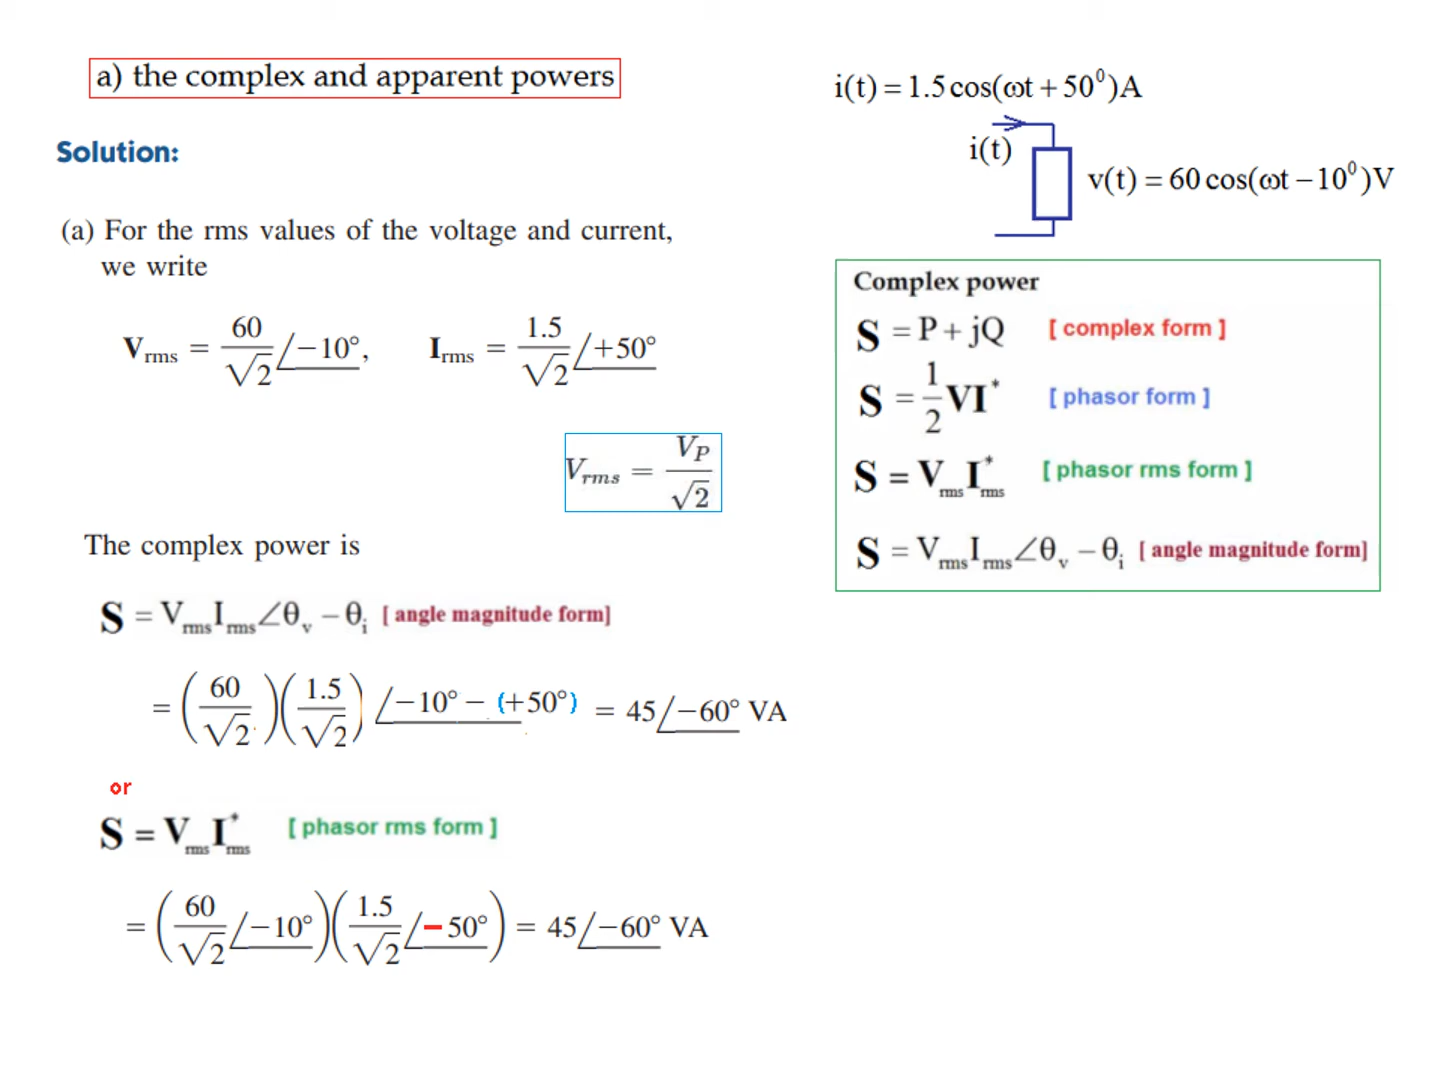 a) the complex and apparent powers
Solution:
(a) For the rms values of the voltage and current,
we write
V_rms = 60/√2 ∠−10°, I_rms = 1.5/√2 ∠+50°
V_rms = V_P/√2
The complex power is
S = V_rms I_rms ∠θ_v − θ_i [ angle magnitude form]
= (60/√2)(1.5/√2) ∠−10° − (+50°) = 45∠−60° VA
or
S = V_rms I*_rms [ phasor rms form ]
= (60/√2 ∠−10°)(1.5/√2 ∠−50°) = 45∠−60° VA
i(t) = 1.5 cos(ωt + 50⁰)A
i(t)
v(t) = 60 cos(ωt − 10⁰)V
Complex power
S = P + jQ [ complex form ]
S = 1/2 VI* [ phasor form ]
S = V_rms I*_rms [ phasor rms form ]
S = V_rms I_rms ∠θ_v − θ_i [ angle magnitude form]